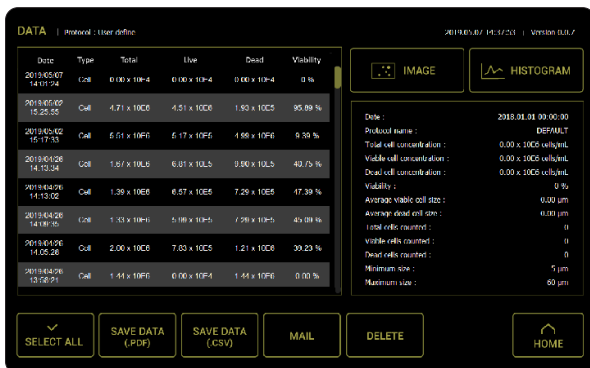 DATA | Protocol : User define 2019.05.07 14:37:53 | Version 0.0.7
Date Type Total Live Dead Viability
2019/05/07 14:01:24 Cell 0.00 x 10E4 0.00 x 10E4 0.00 x 10E4 0 %
2019/05/02 15:25:55 Cell 4.71 x 10E6 4.51 x 10E6 1.93 x 10E5 95.89 %
2019/05/02 15:17:33 Cell 5.51 x 10E6 5.17 x 10E5 4.99 x 10E6 9.39 %
2019/04/26 14:13:34 Cell 1.67 x 10E6 6.81 x 10E5 9.90 x 10E5 40.75 %
2019/04/26 14:13:02 Cell 1.39 x 10E6 6.57 x 10E5 7.29 x 10E5 47.39 %
2019/04/26 14:09:35 Cell 1.33 x 10E6 5.99 x 10E5 7.29 x 10E5 45.09 %
2019/04/26 14:05:28 Cell 2.00 x 10E6 7.83 x 10E5 1.21 x 10E6 39.23 %
2019/04/26 13:58:21 Cell 1.44 x 10E6 0.00 x 10E4 1.44 x 10E6 0.00 %
IMAGE
HISTOGRAM
Date : 2018.01.01 00:00:00
Protocol name : DEFAULT
Total cell concentration : 0.00 x 10E6 cells/mL
Viable cell concentration : 0.00 x 10E6 cells/mL
Dead cell concentration : 0.00 x 10E6 cells/mL
Viability : 0 %
Average viable cell size : 0.00 μm
Average dead cell size : 0.00 μm
Total cells counted : 0
Viable cells counted : 0
Dead cells counted : 0
Minimum size : 5 μm
Maximum size : 60 μm
SELECT ALL
SAVE DATA
(.PDF)
SAVE DATA
(.CSV)
MAIL
DELETE
HOME